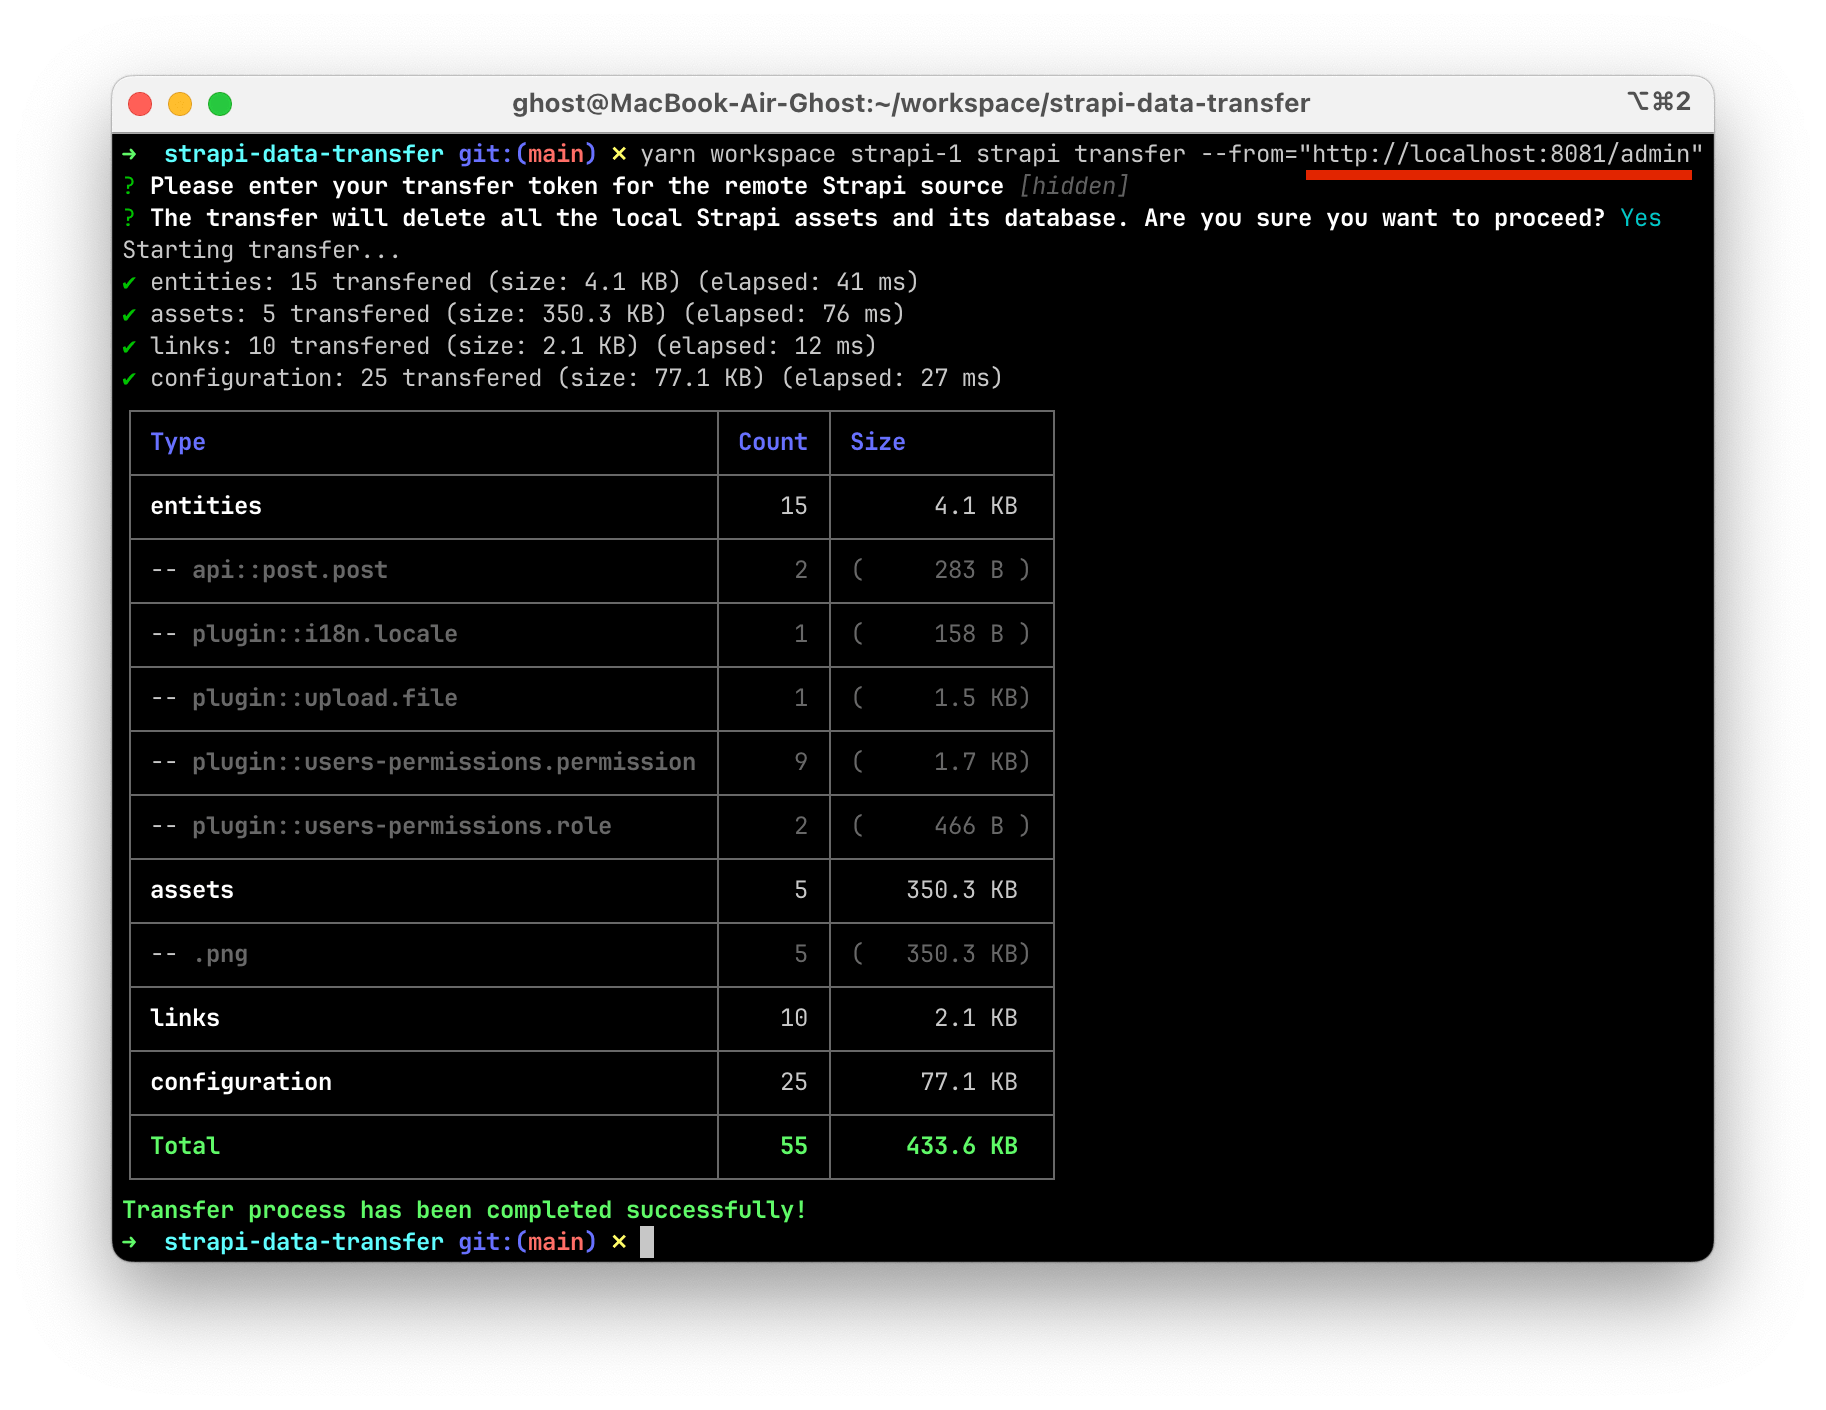 ghost@MacBook-Air-Ghost:~/workspace/strapi-data-transfer ⌥⌘2
➜ strapi-data-transfer git:(main) ✗ yarn workspace strapi-1 strapi transfer --from="http://localhost:8081/admin"
? Please enter your transfer token for the remote Strapi source [hidden]
? The transfer will delete all the local Strapi assets and its database. Are you sure you want to proceed? Yes
Starting transfer...
✔ entities: 15 transfered (size: 4.1 KB) (elapsed: 41 ms)
✔ assets: 5 transfered (size: 350.3 KB) (elapsed: 76 ms)
✔ links: 10 transfered (size: 2.1 KB) (elapsed: 12 ms)
✔ configuration: 25 transfered (size: 77.1 KB) (elapsed: 27 ms)
Type Count Size
entities 15 4.1 KB
-- api::post.post 2 ( 283 B )
-- plugin::i18n.locale 1 ( 158 B )
-- plugin::upload.file 1 ( 1.5 KB)
-- plugin::users-permissions.permission 9 ( 1.7 KB)
-- plugin::users-permissions.role 2 ( 466 B )
assets 5 350.3 KB
-- .png 5 ( 350.3 KB)
links 10 2.1 KB
configuration 25 77.1 KB
Total 55 433.6 KB
Transfer process has been completed successfully!
➜ strapi-data-transfer git:(main) ✗